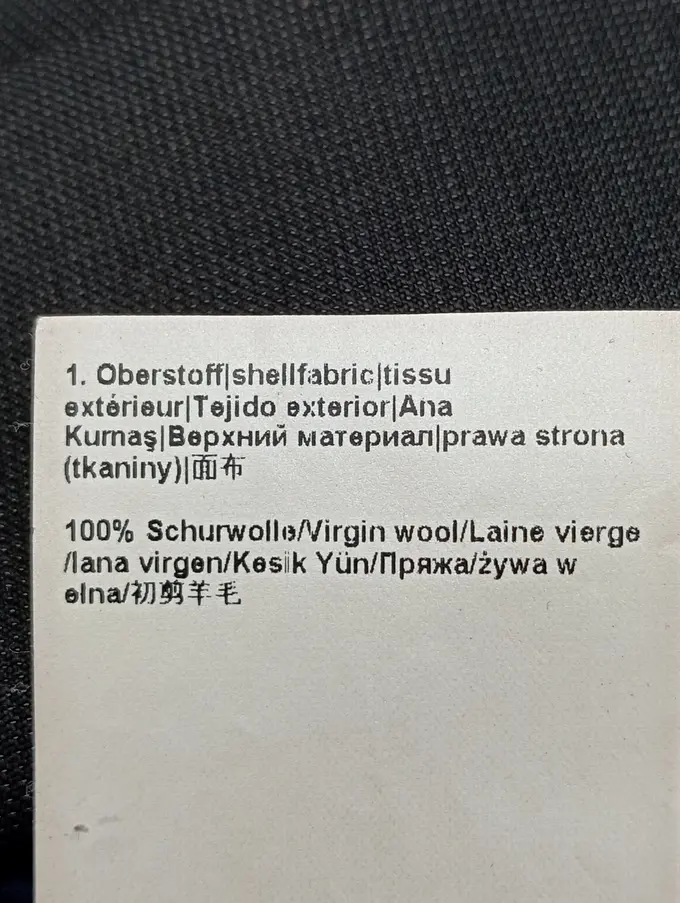 1. Oberstoff|shellfabric|tissu
extérieur|Tejido exterior|Ana
Kumaş|Верхний материал|prawa strona
(tkaniny)|面布
100% Schurwolle/Virgin wool/Laine vierge
/lana virgen/Kesik Yün/Пряжа/żywa w
elna/初剪羊毛